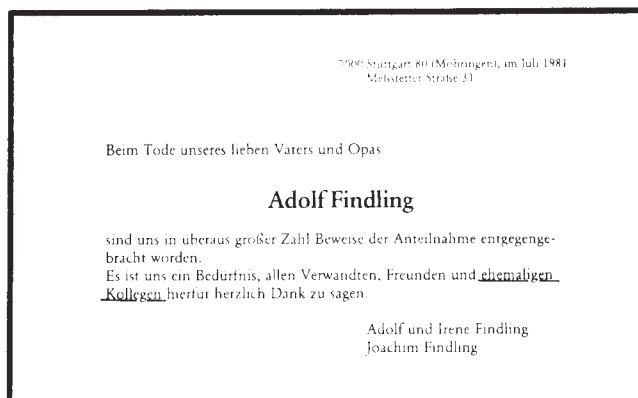 7000 Stuttgart 80 (Möhringen), im Juli 1981
Melstetter Straße 31
Beim Tode unseres lieben Vaters und Opas
Adolf Findling
sind uns in überaus großer Zahl Beweise der Anteilnahme entgegenge-
bracht worden.
Es ist uns ein Bedürfnis, allen Verwandten, Freunden und ehemaligen
Kollegen hierfür herzlich Dank zu sagen.
Adolf und Irene Findling
Joachim Findling